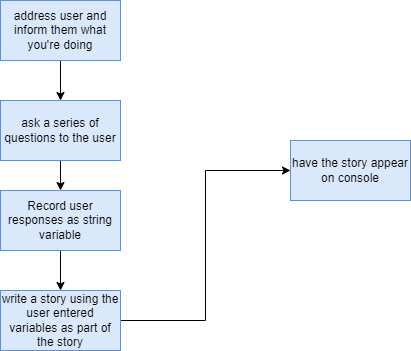 address user and
inform them what
you're doing
ask a series of
questions to the user
Record user
responses as string
variable
write a story using the
user entered
variables as part of
the story
have the story appear
on console